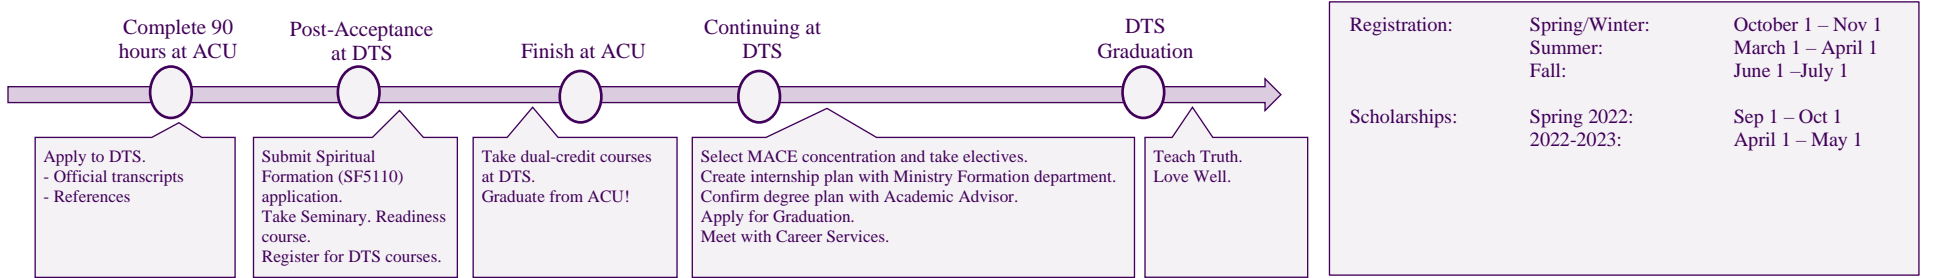 Complete 90
hours at ACU
Post-Acceptance
at DTS
Finish at ACU
Continuing at
DTS
DTS
Graduation
Apply to DTS.
- Official transcripts
- References
Submit Spiritual
Formation (SF5110)
application.
Take Seminary. Readiness
course.
Register for DTS courses.
Take dual-credit courses
at DTS.
Graduate from ACU!
Select MACE concentration and take electives.
Create internship plan with Ministry Formation department.
Confirm degree plan with Academic Advisor.
Apply for Graduation.
Meet with Career Services.
Teach Truth.
Love Well.
Registration: Spring/Winter: October 1 – Nov 1
Summer: March 1 – April 1
Fall: June 1 –July 1
Scholarships: Spring 2022: Sep 1 – Oct 1
2022-2023: April 1 – May 1